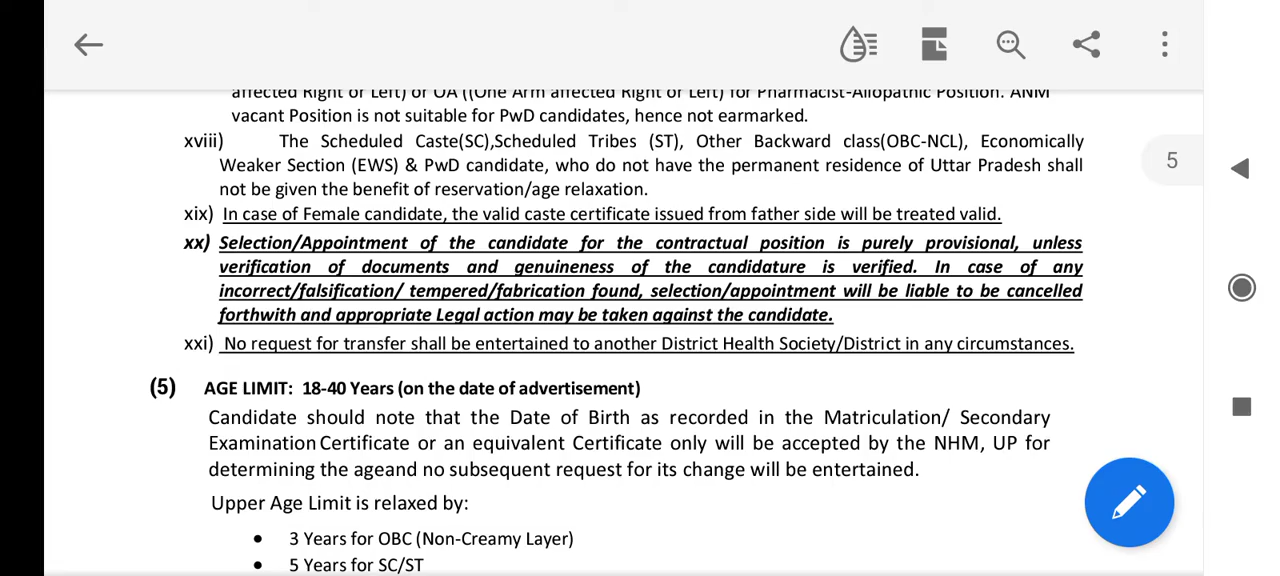 affected Right or Left) or OA ((One Arm affected Right or Left) for Pharmacist-Allopathic Position. ANM
vacant Position is not suitable for PwD candidates, hence not earmarked.
xviii) The Scheduled Caste(SC),Scheduled Tribes (ST), Other Backward class(OBC-NCL), Economically
Weaker Section (EWS) & PwD candidate, who do not have the permanent residence of Uttar Pradesh shall
not be given the benefit of reservation/age relaxation.
5
xix) In case of Female candidate, the valid caste certificate issued from father side will be treated valid.
xx) Selection/Appointment of the candidate for the contractual position is purely provisional, unless
verification of documents and genuineness of the candidature is verified. In case of any
incorrect/falsification/ tempered/fabrication found, selection/appointment will be liable to be cancelled
forthwith and appropriate Legal action may be taken against the candidate.
xxi) No request for transfer shall be entertained to another District Health Society/District in any circumstances.
(5) AGE LIMIT: 18-40 Years (on the date of advertisement)
Candidate should note that the Date of Birth as recorded in the Matriculation/ Secondary
Examination Certificate or an equivalent Certificate only will be accepted by the NHM, UP for
determining the ageand no subsequent request for its change will be entertained.
Upper Age Limit is relaxed by:
• 3 Years for OBC (Non-Creamy Layer)
• 5 Years for SC/ST